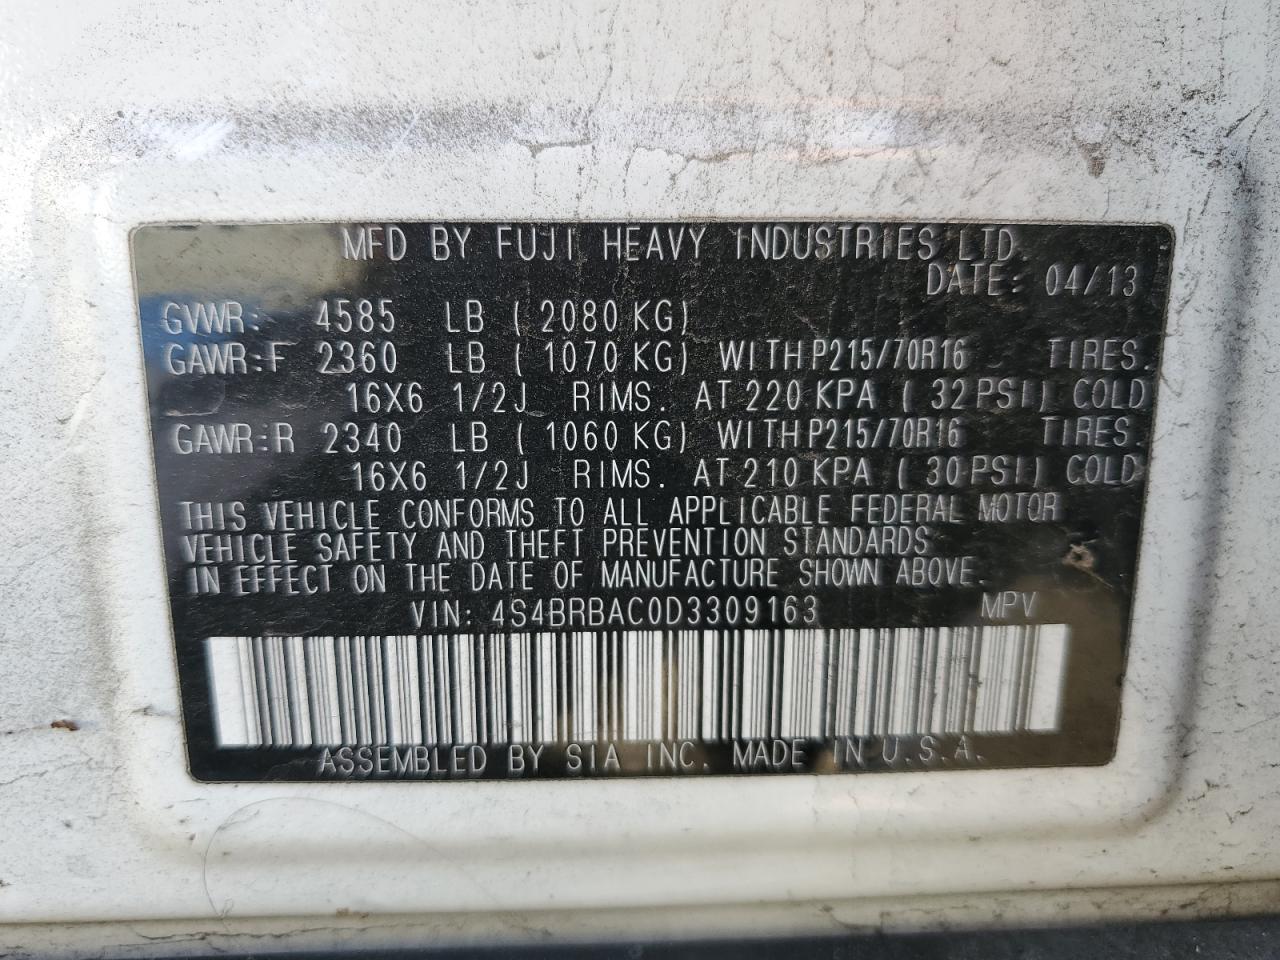 MFD BY FUJI HEAVY INDUSTRIES LTD.
DATE: 04/13
GVWR: 4585 LB ( 2080 KG)
GAWR:F 2360 LB ( 1070 KG) WITH P215/70R16 TIRES.
16X6 1/2J RIMS. AT 220 KPA ( 32 PSI) COLD
GAWR:R 2340 LB ( 1060 KG) WITH P215/70R16 TIRES.
16X6 1/2J RIMS. AT 210 KPA ( 30 PSI) COLD
THIS VEHICLE CONFORMS TO ALL APPLICABLE FEDERAL MOTOR
VEHICLE SAFETY AND THEFT PREVENTION STANDARDS
IN EFFECT ON THE DATE OF MANUFACTURE SHOWN ABOVE.
VIN: 4S4BRBAC0D3309163 MPV
ASSEMBLED BY SIA INC. MADE IN U.S.A.